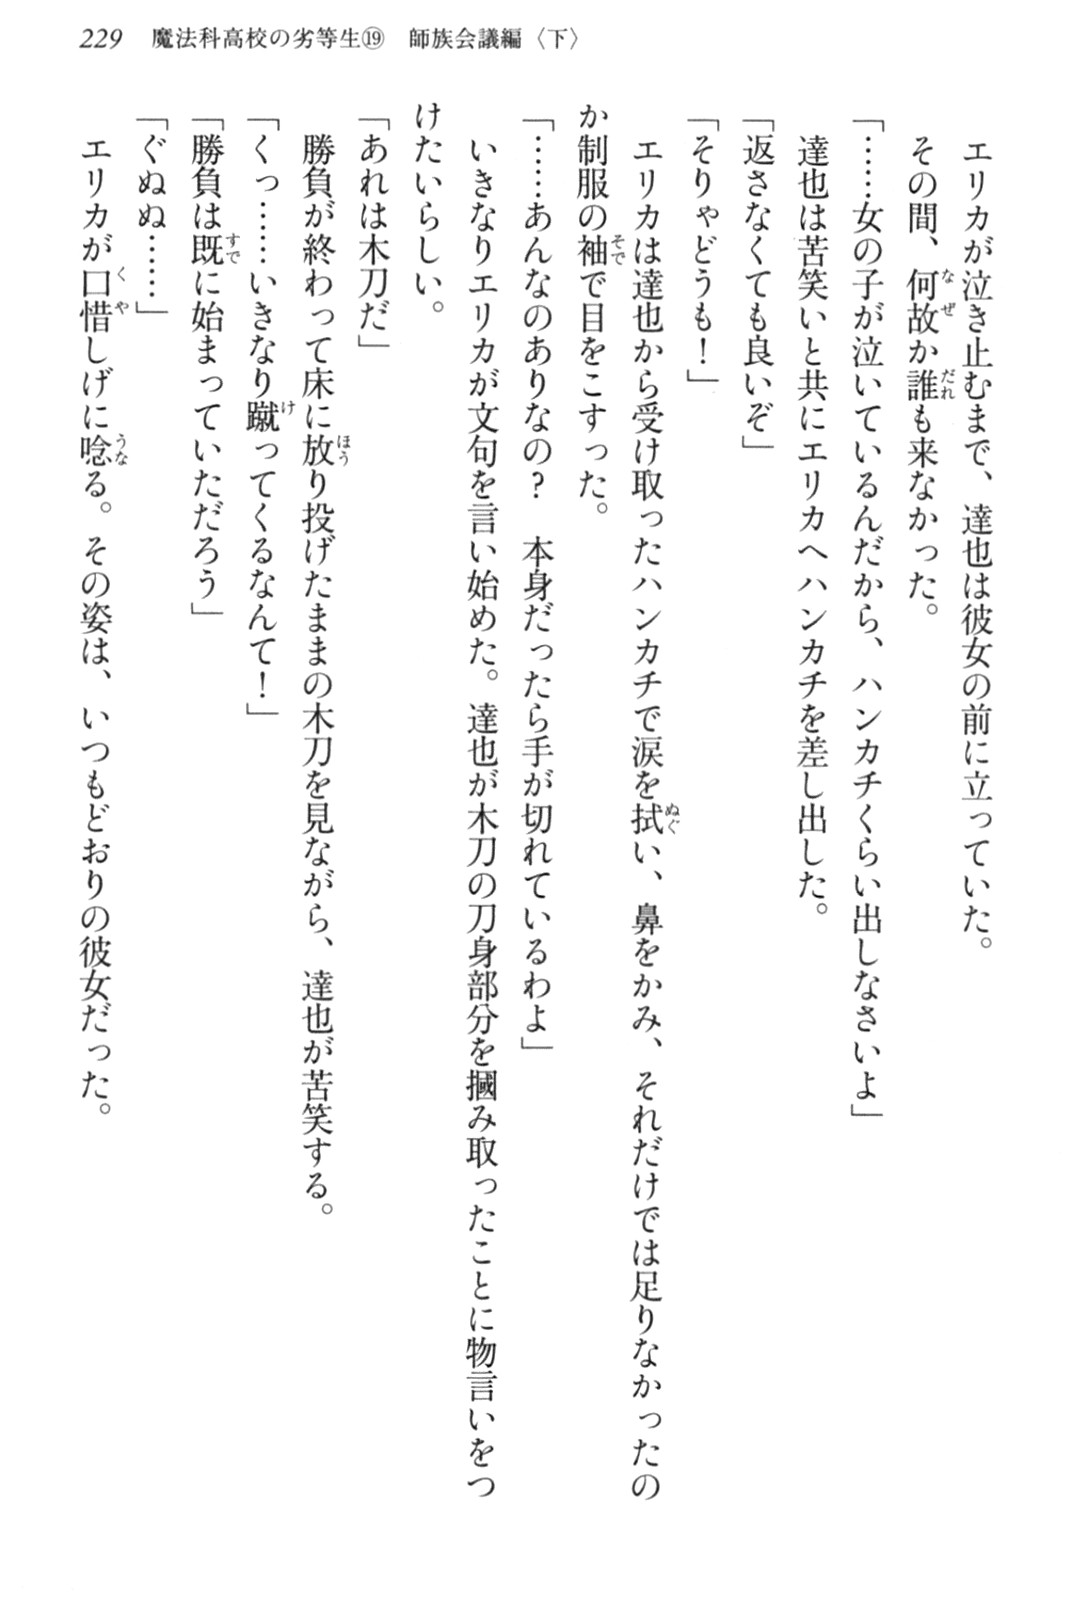 229 魔法科高校の劣等生⑲ 師族会議編〈下〉
エリカが泣き止むまで、達也は彼女の前に立っていた。
その間、何故か誰も来なかった。
「……女の子が泣いているんだから、ハンカチくらい出しなさいよ」
達也は苦笑いと共にエリカへハンカチを差し出した。
「返さなくても良いぞ」
「そりゃどうも！」
エリカは達也から受け取ったハンカチで涙を拭い、鼻をかみ、それだけでは足りなかったの
か制服の袖で目をこすった。
「……あんなのありなの？　本身だったら手が切れているわよ」
いきなりエリカが文句を言い始めた。達也が木刀の刀身部分を摑み取ったことに物言いをつ
けたいらしい。
「あれは木刀だ」
勝負が終わって床に放り投げたままの木刀を見ながら、達也が苦笑する。
「くっ……いきなり蹴ってくるなんて！」
「勝負は既に始まっていただろう」
「ぐぬぬ……」
エリカが口惜しげに唸る。その姿は、いつもどおりの彼女だった。